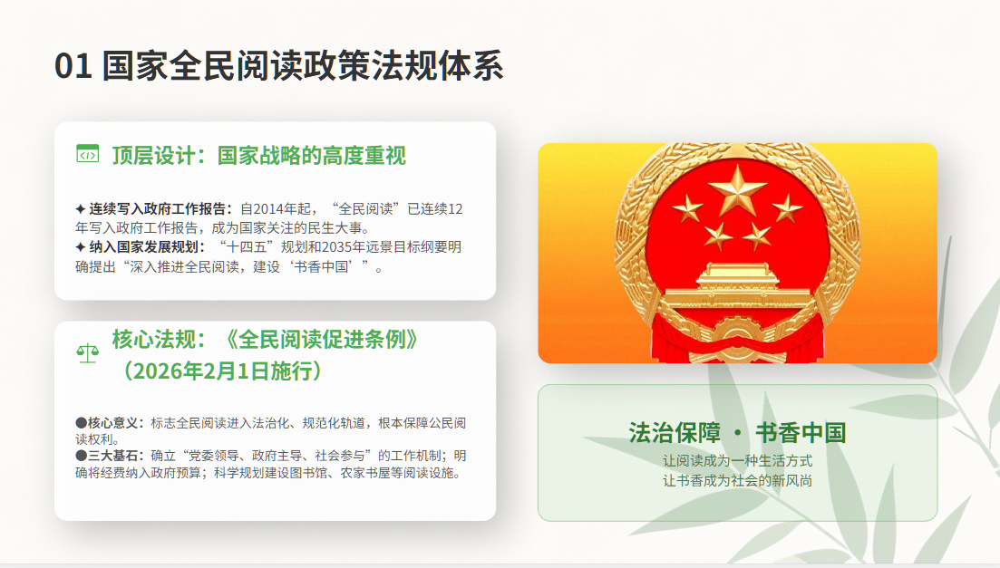 01 国家全民阅读政策法规体系
顶层设计：国家战略的高度重视
✦ 连续写入政府工作报告：自2014年起，“全民阅读”已连续12
年写入政府工作报告，成为国家关注的民生大事。
✦ 纳入国家发展规划：“十四五”规划和2035年远景目标纲要明
确提出“深入推进全民阅读，建设‘书香中国’”。
核心法规：《全民阅读促进条例》
（2026年2月1日施行）
●核心意义：标志全民阅读进入法治化、规范化轨道，根本保障公民阅
读权利。
●三大基石：确立“党委领导、政府主导、社会参与”的工作机制；明
确将经费纳入政府预算；科学规划建设图书馆、农家书屋等阅读设施。
法治保障 · 书香中国
让阅读成为一种生活方式
让书香成为社会的新风尚